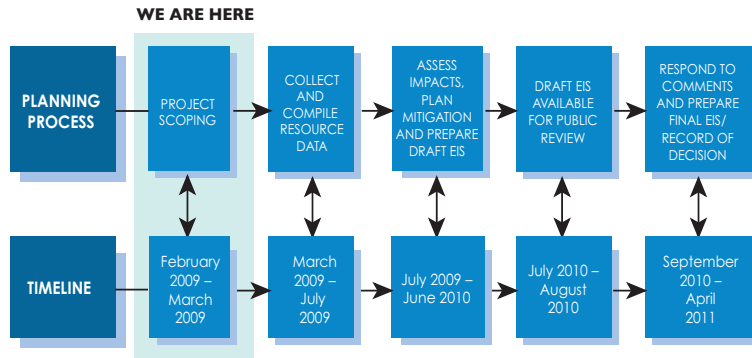 WE ARE HERE
PLANNING
PROCESS
PROJECT
SCOPING
COLLECT
AND
COMPILE
RESOURCE
DATA
ASSESS
IMPACTS,
PLAN
MITIGATION
AND PREPARE
DRAFT EIS
DRAFT EIS
AVAILABLE
FOR PUBLIC
REVIEW
RESPOND TO
COMMENTS
AND PREPARE
FINAL EIS/
RECORD OF
DECISION
TIMELINE
February
2009 –
March
2009
March
2009 –
July
2009
July 2009 –
June 2010
July 2010 –
August
2010
September
2010 –
April
2011